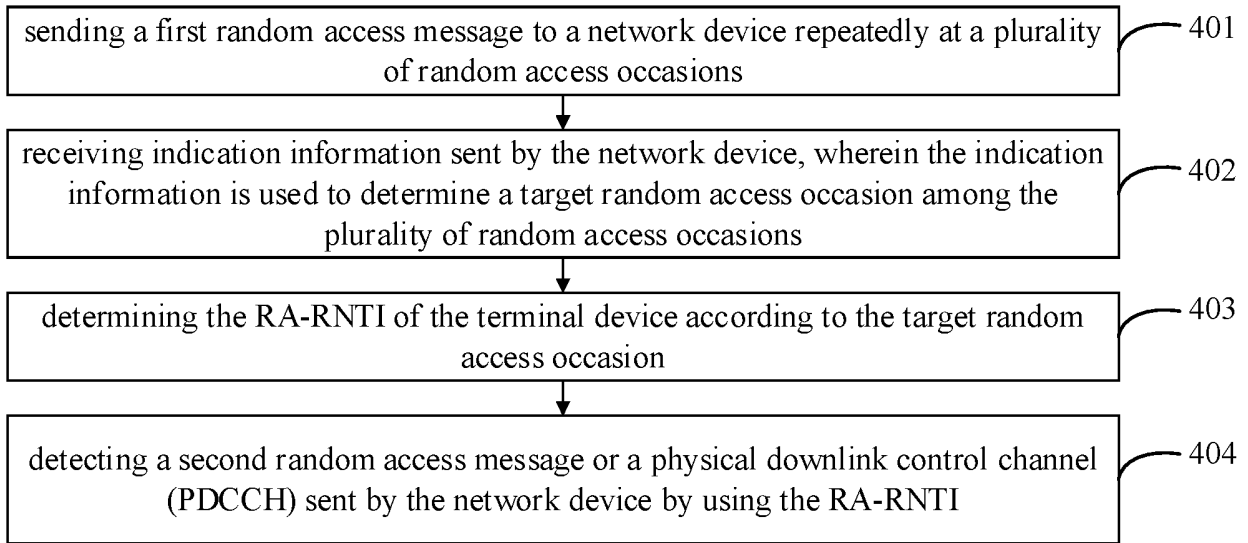 sending a first random access message to a network device repeatedly at a plurality
of random access occasions
401
receiving indication information sent by the network device, wherein the indication
information is used to determine a target random access occasion among the
plurality of random access occasions
402
determining the RA-RNTI of the terminal device according to the target random
access occasion
403
detecting a second random access message or a physical downlink control channel
(PDCCH) sent by the network device by using the RA-RNTI
404